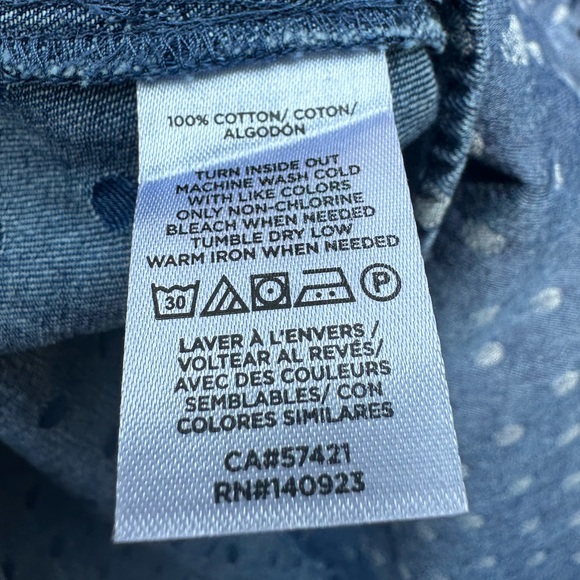 100% COTTON/ COTON/
ALGODÓN
TURN INSIDE OUT
MACHINE WASH COLD
WITH LIKE COLORS
ONLY NON-CHLORINE
BLEACH WHEN NEEDED
TUMBLE DRY LOW
WARM IRON WHEN NEEDED
30 P
LAVER À L'ENVERS /
VOLTEAR AL REVÉS/
AVEC DES COULEURS
SEMBLABLES/ CON
COLORES SIMILARES
CA#57421
RN#140923